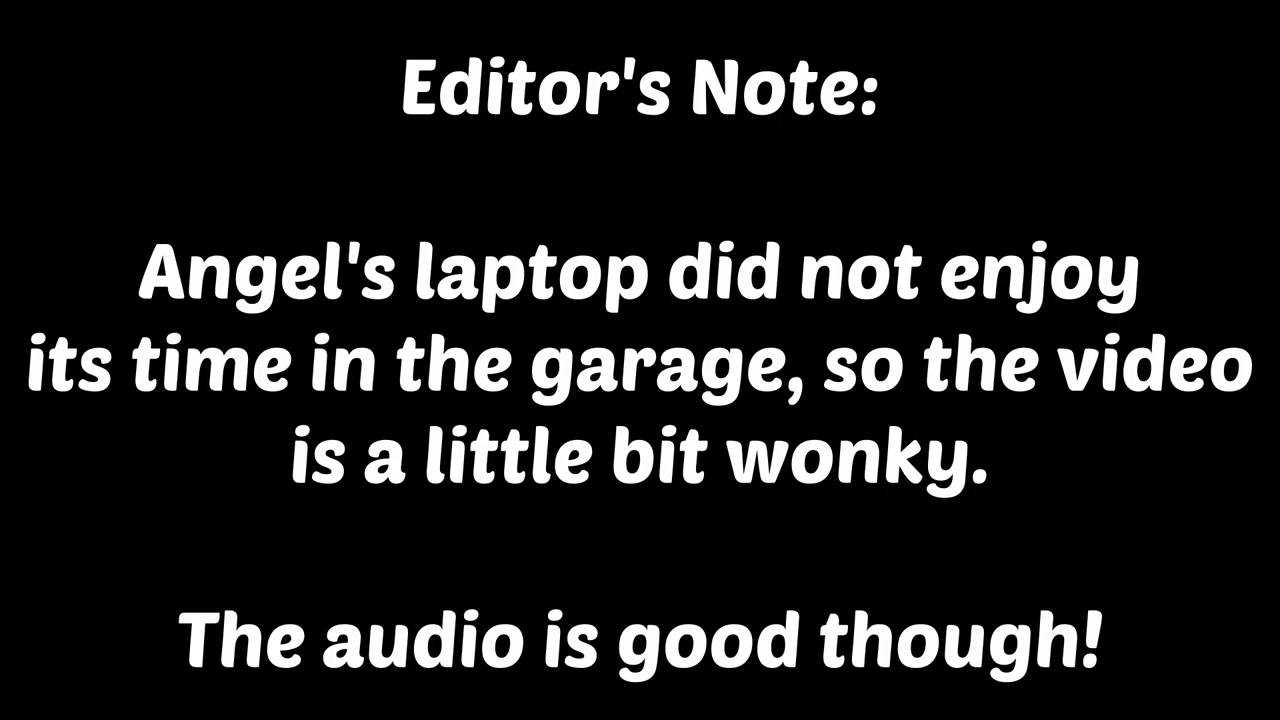 Editor's Note:
Angel's laptop did not enjoy
its time in the garage, so the video
is a little bit wonky.
The audio is good though!